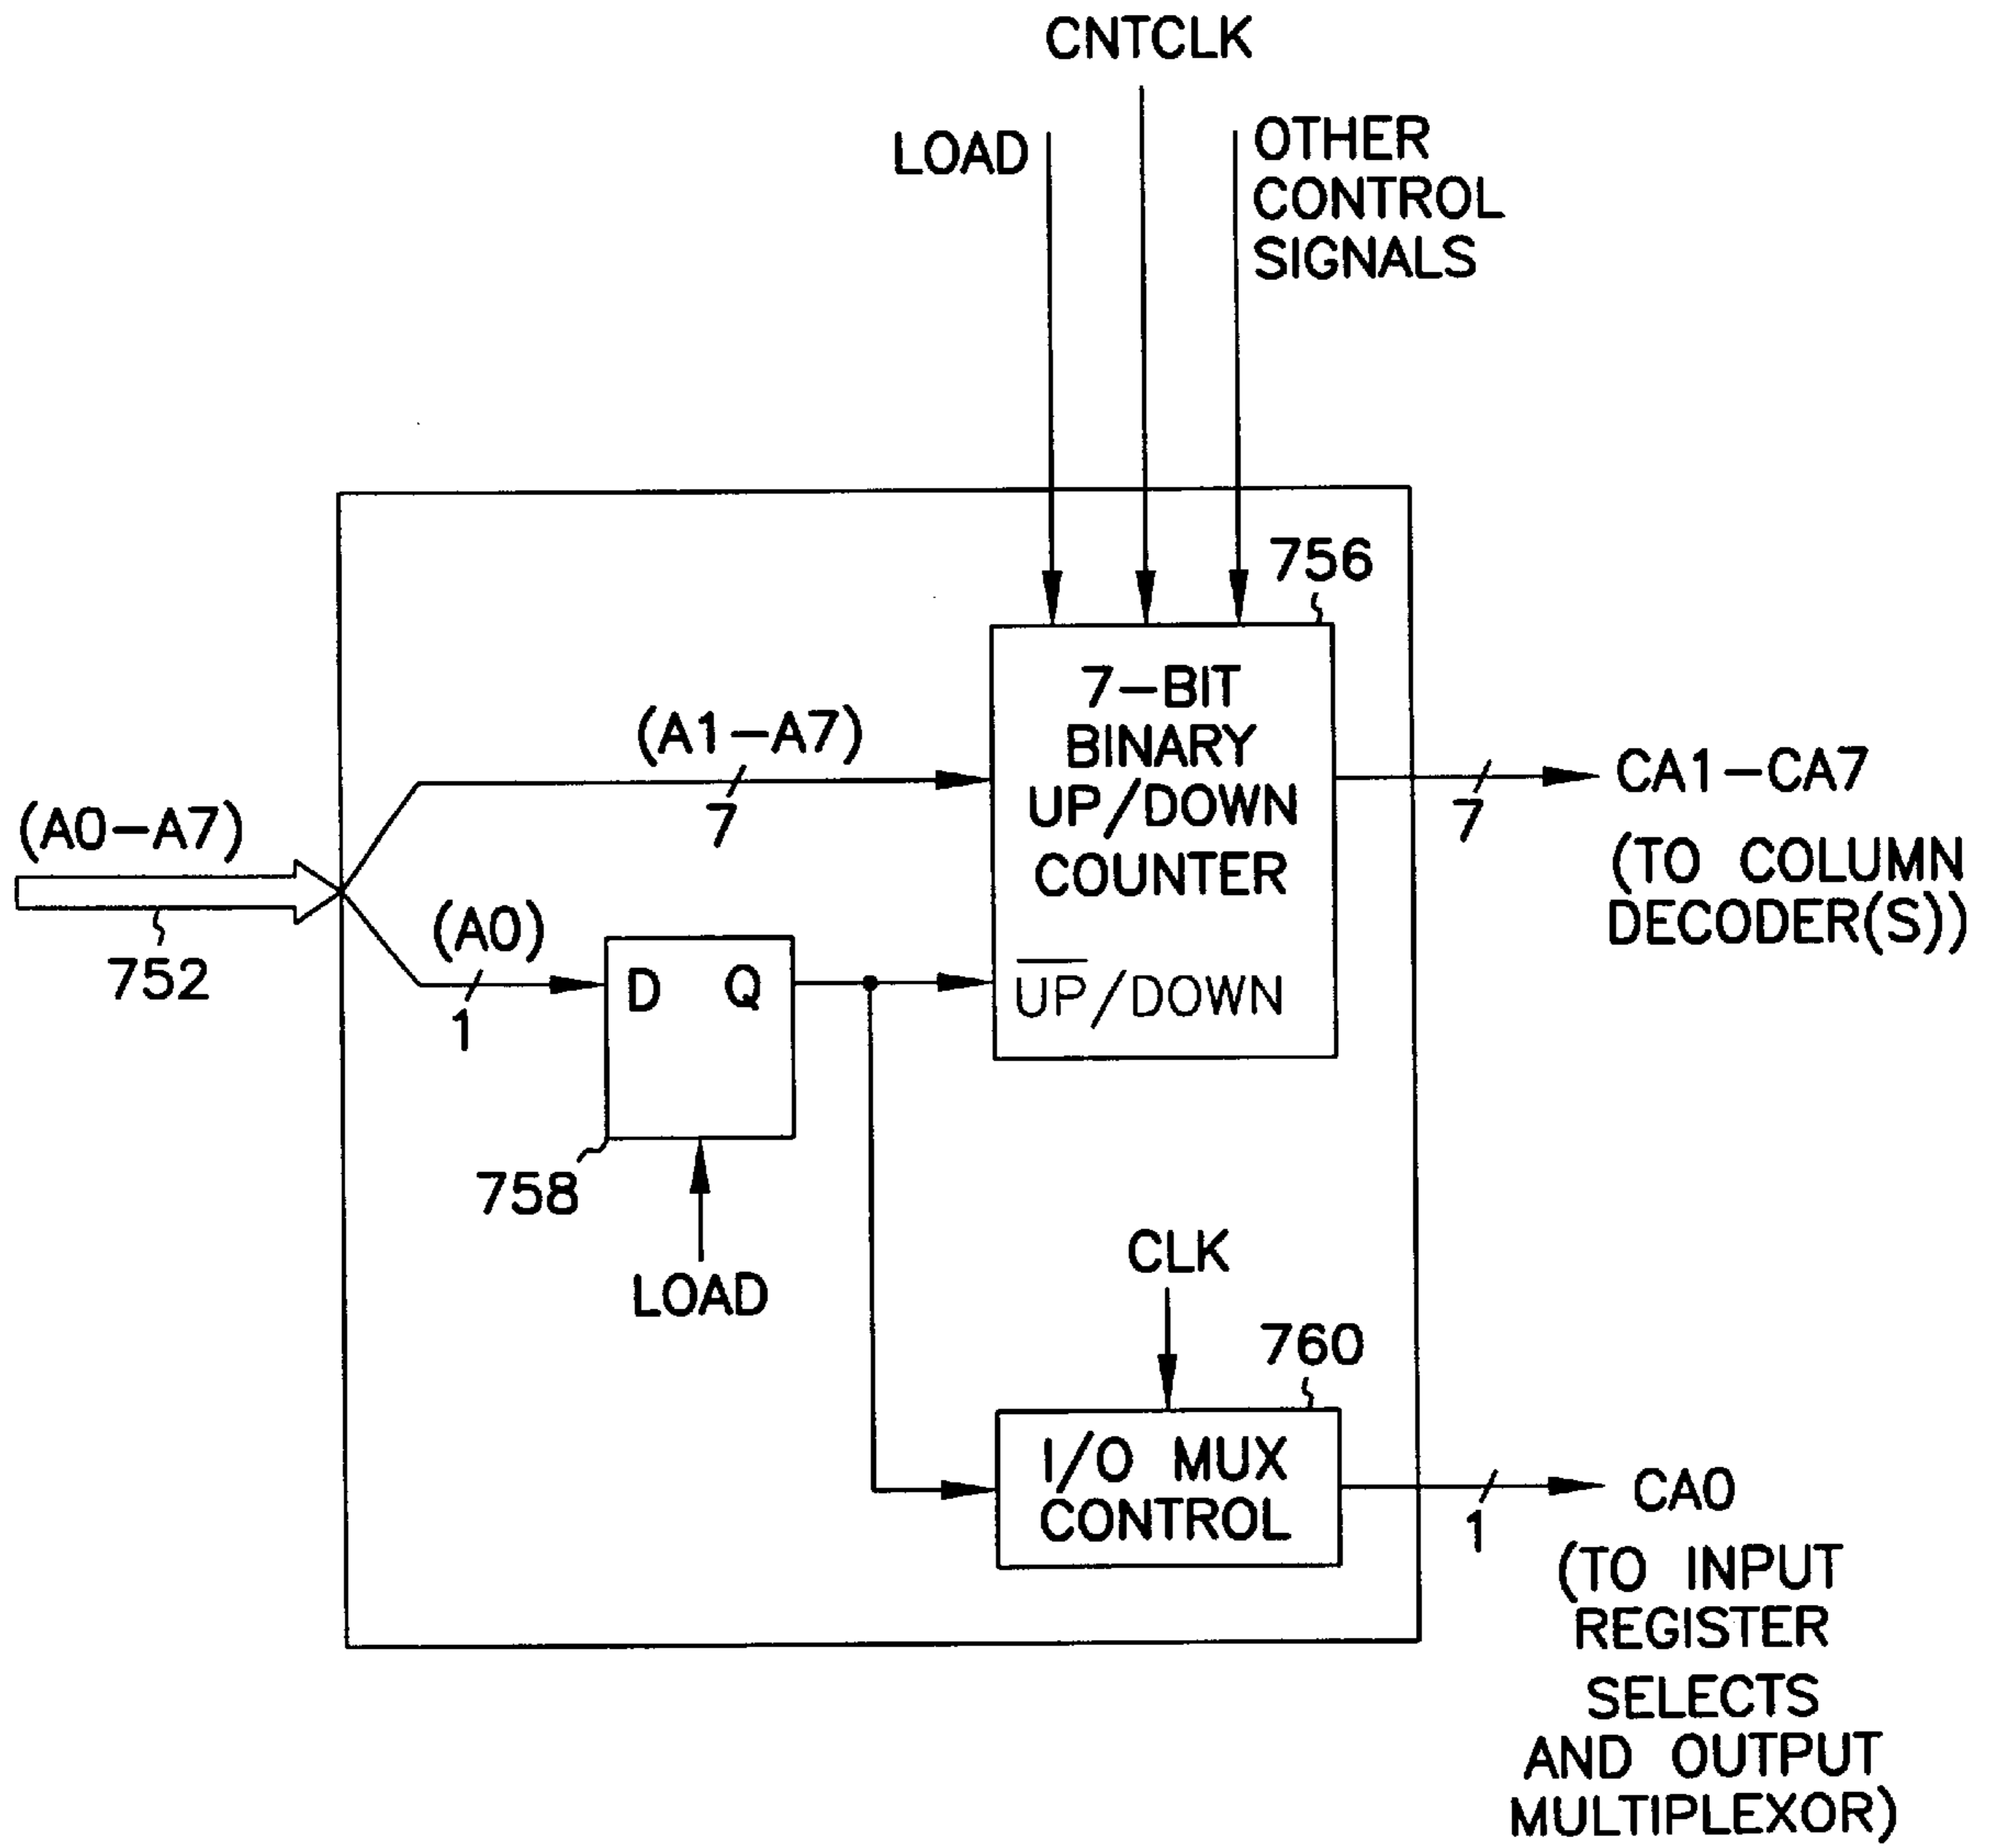 CNTCLK
LOAD
OTHER
CONTROL
SIGNALS
756
7-BIT
BINARY
UP/DOWN
COUNTER
U̅P̅/DOWN
(A1-A7)
7
7
CA1-CA7
(TO COLUMN
DECODER(S))
(A0-A7)
752
(A0)
1
D Q
758
LOAD
CLK
760
I/O MUX
CONTROL
1
CA0
(TO INPUT
REGISTER
SELECTS
AND OUTPUT
MULTIPLEXOR)